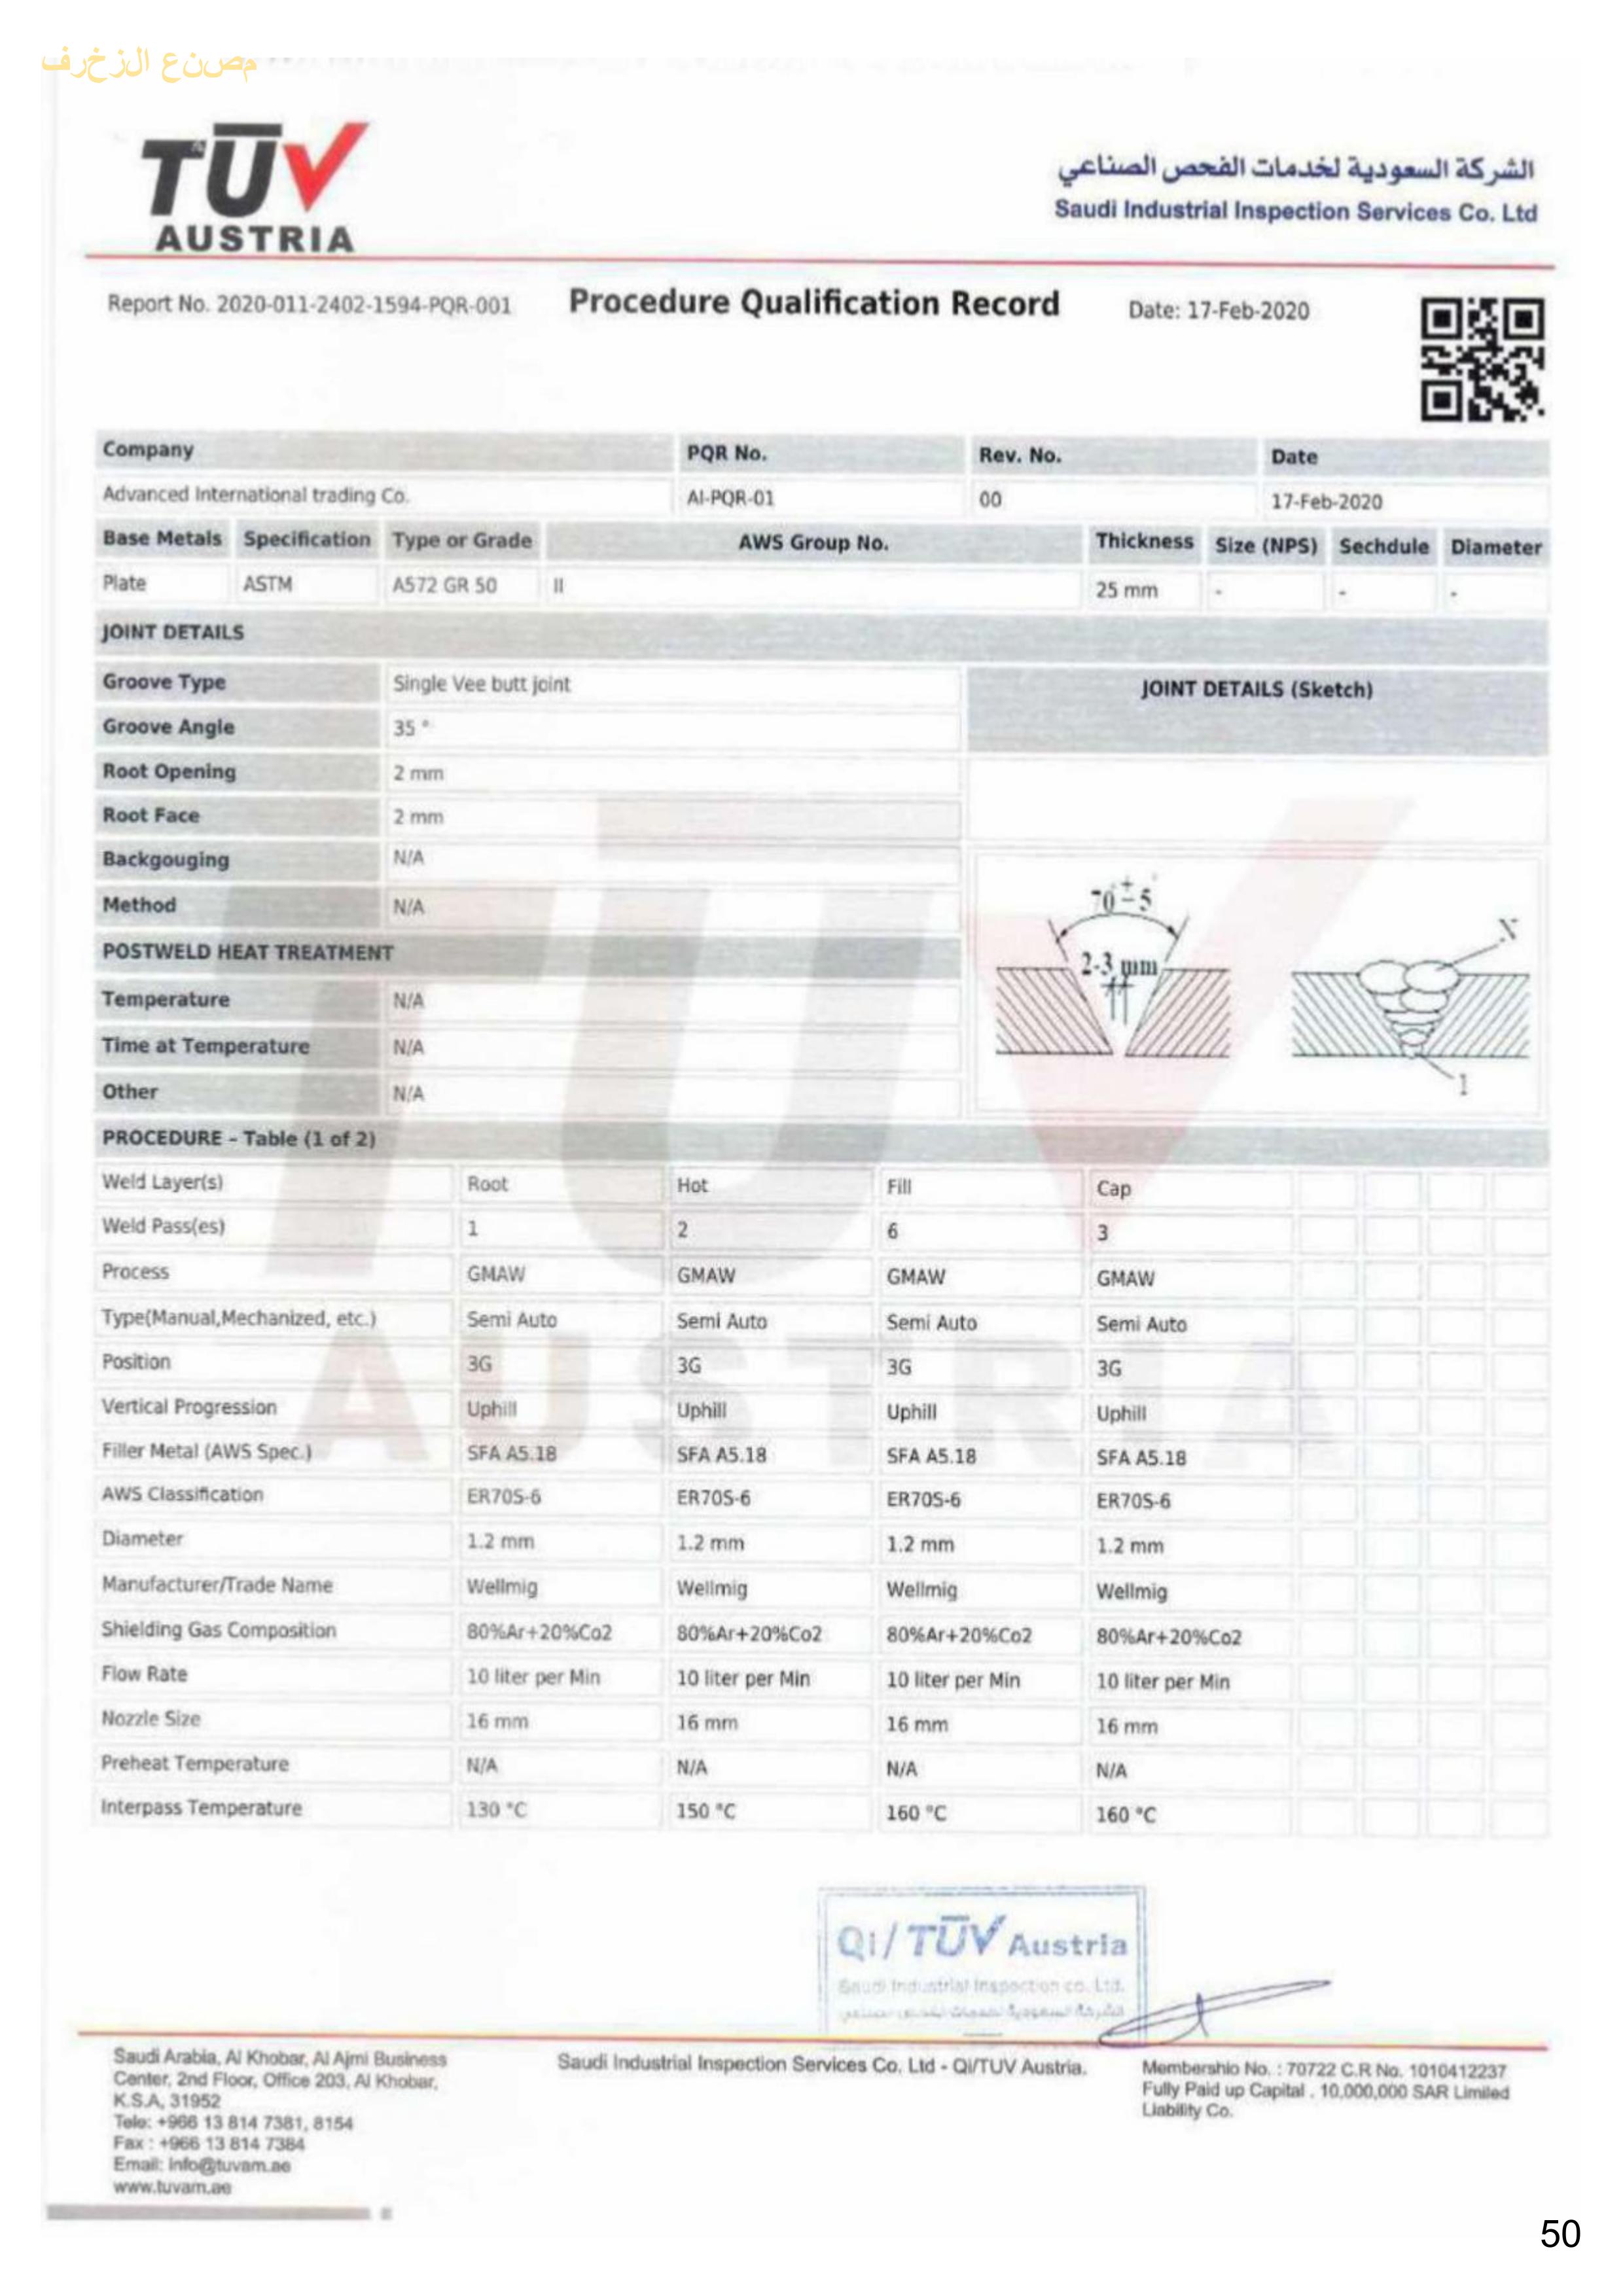 مصنع الزخرف
TÜV
AUSTRIA
الشركة السعودية لخدمات الفحص الصناعي
Saudi Industrial Inspection Services Co. Ltd
Report No. 2020-011-2402-1594-PQR-001 Procedure Qualification Record Date: 17-Feb-2020
Company PQR No. Rev. No. Date
Advanced International trading Co. AI-PQR-01 00 17-Feb-2020
Base Metals Specification Type or Grade AWS Group No. Thickness Size (NPS) Sechdule Diameter
Plate ASTM A572 GR 50 II 25 mm - - -
JOINT DETAILS
Groove Type Single Vee butt joint JOINT DETAILS (Sketch)
Groove Angle 35 °
Root Opening 2 mm
Root Face 2 mm
Backgouging N/A
Method N/A
70 ± 5
2-3 mm
1
POSTWELD HEAT TREATMENT
Temperature N/A
Time at Temperature N/A
Other N/A
PROCEDURE - Table (1 of 2)
Weld Layer(s) Root Hot Fill Cap
Weld Pass(es) 1 2 6 3
Process GMAW GMAW GMAW GMAW
Type(Manual,Mechanized, etc.) Semi Auto Semi Auto Semi Auto Semi Auto
Position 3G 3G 3G 3G
Vertical Progression Uphill Uphill Uphill Uphill
Filler Metal (AWS Spec.) SFA A5.18 SFA A5.18 SFA A5.18 SFA A5.18
AWS Classification ER70S-6 ER70S-6 ER70S-6 ER70S-6
Diameter 1.2 mm 1.2 mm 1.2 mm 1.2 mm
Manufacturer/Trade Name Wellmig Wellmig Wellmig Wellmig
Shielding Gas Composition 80%Ar+20%Co2 80%Ar+20%Co2 80%Ar+20%Co2 80%Ar+20%Co2
Flow Rate 10 liter per Min 10 liter per Min 10 liter per Min 10 liter per Min
Nozzle Size 16 mm 16 mm 16 mm 16 mm
Preheat Temperature N/A N/A N/A N/A
Interpass Temperature 130 °C 150 °C 160 °C 160 °C
TUV
AUSTRIA
Qi/ TÜV Austria
Saudi Industrial Inspection co. Ltd.
Saudi Arabia, Al Khobar, Al Ajmi Business
Center, 2nd Floor, Office 203, Al Khobar,
K.S.A, 31952
Tele: +966 13 814 7381, 8154
Fax : +966 13 814 7384
Email: info@tuvam.ae
www.tuvam.ae
Saudi Industrial Inspection Services Co. Ltd - Qi/TUV Austria.
Membershio No. : 70722 C.R No. 1010412237
Fully Paid up Capital . 10,000,000 SAR Limited
Liability Co.
50